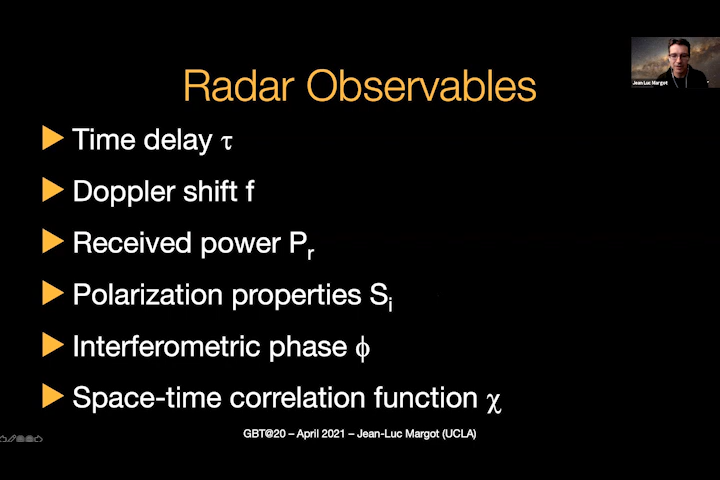 Radar Observables
Jean-Luc Margot
Time delay τ
Doppler shift f
Received power Pr
Polarization properties Si
Interferometric phase ϕ
Space-time correlation function χ
GBT@20 – April 2021 – Jean-Luc Margot (UCLA)